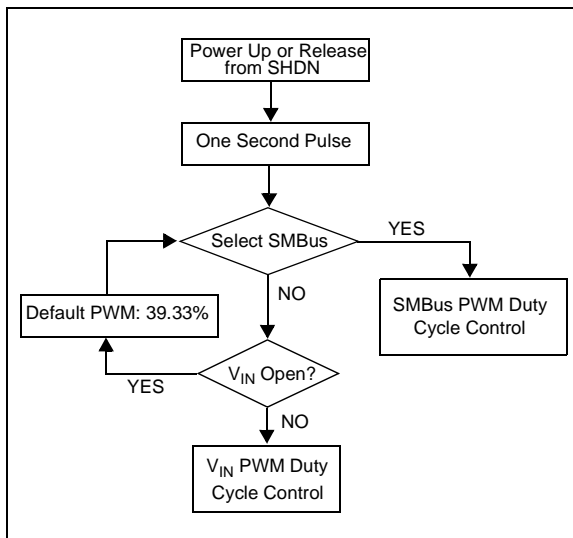 Power Up or Release
from SHDN
One Second Pulse
Select SMBus
YES
NO
Default PWM: 39.33%
SMBus PWM Duty
Cycle Control
YES
VIN Open?
NO
VIN PWM Duty
Cycle Control